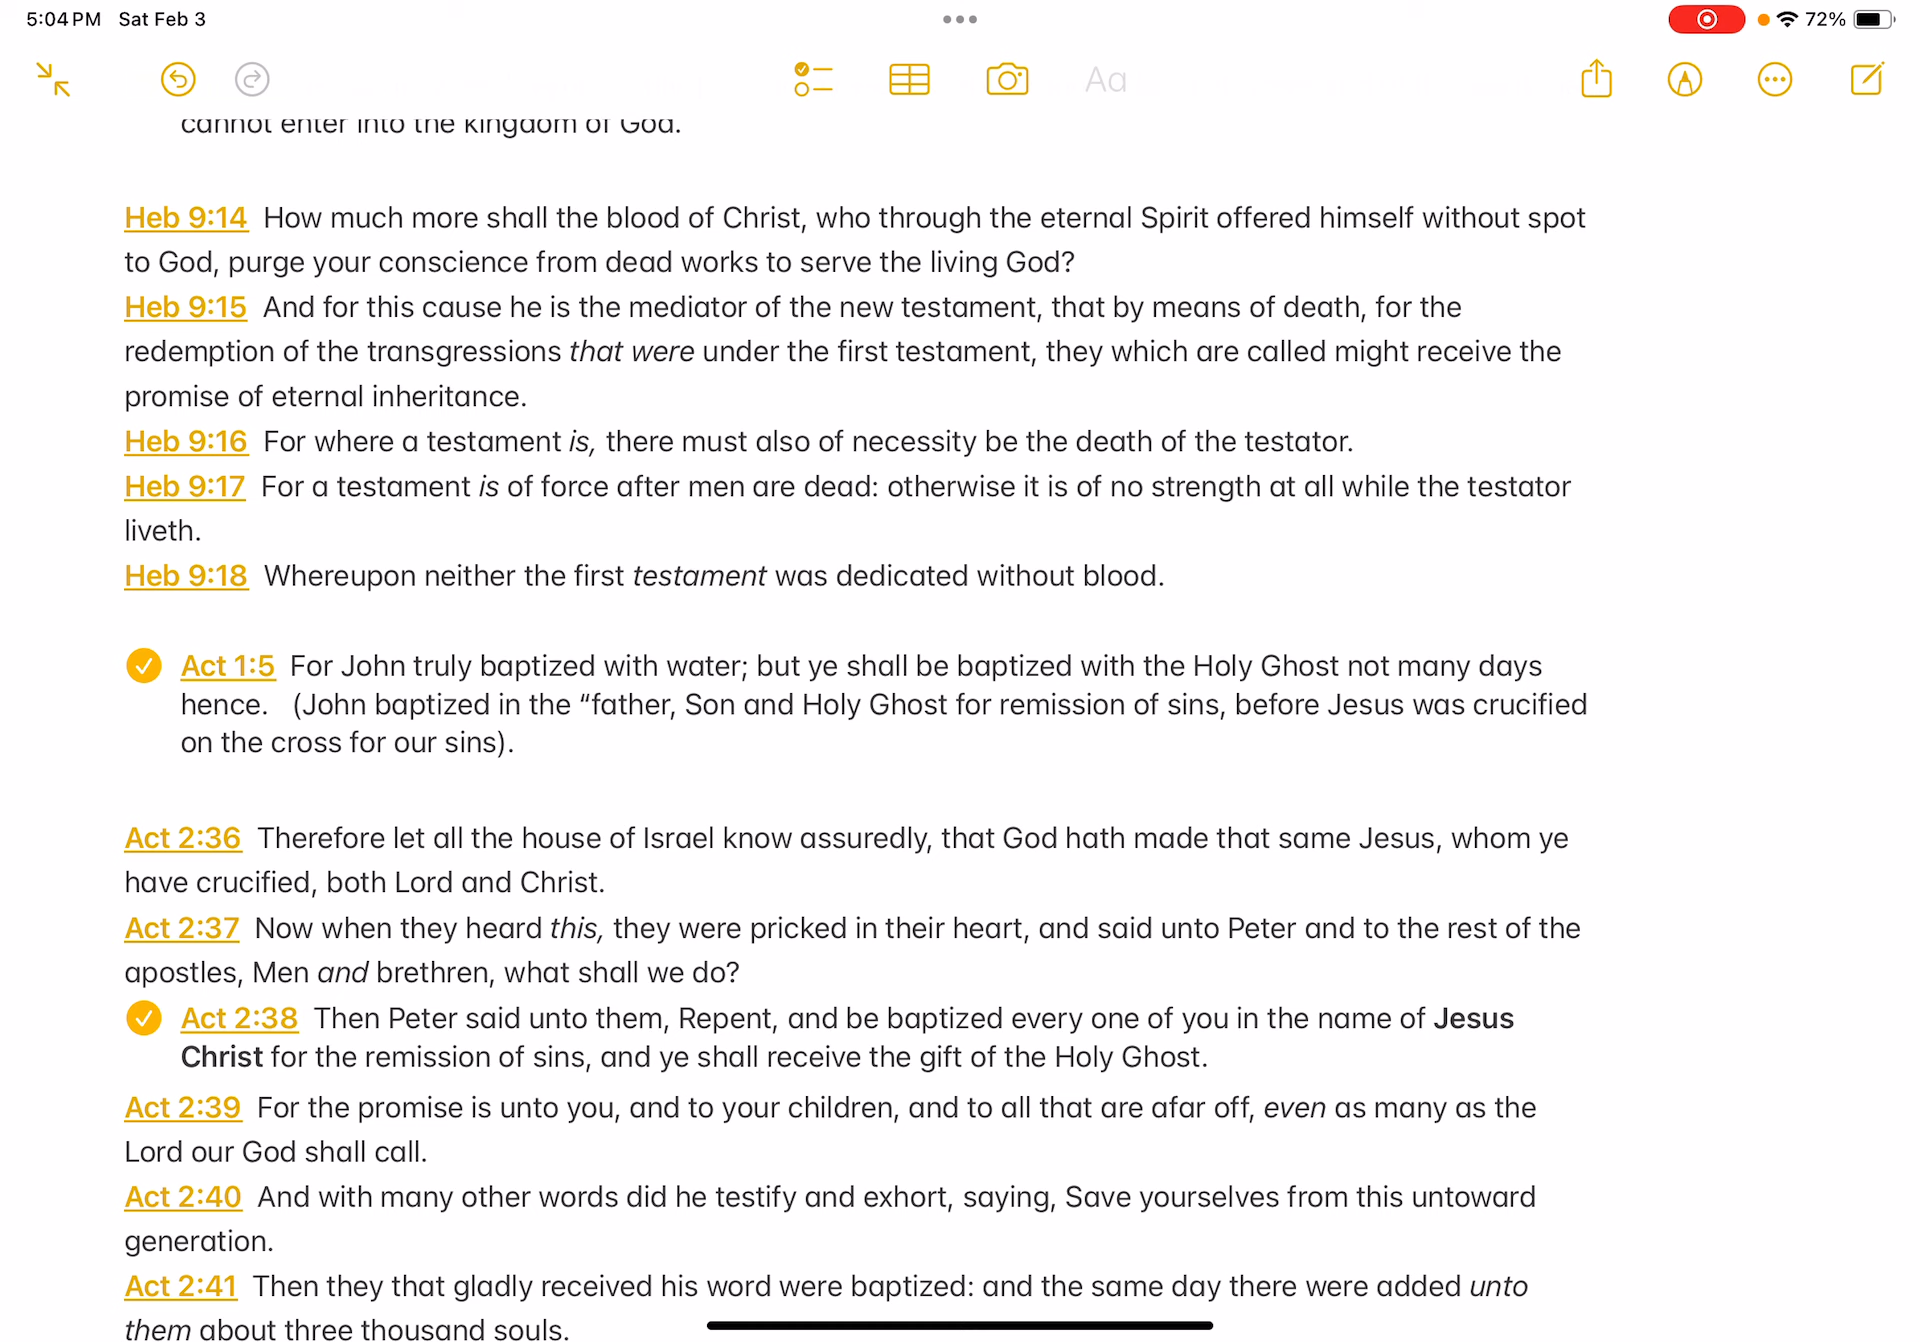 5:04 PM Sat Feb 3
72%
Aa
cannot enter into the kingdom of God.
Heb 9:14 How much more shall the blood of Christ, who through the eternal Spirit offered himself without spot
to God, purge your conscience from dead works to serve the living God?
Heb 9:15 And for this cause he is the mediator of the new testament, that by means of death, for the
redemption of the transgressions that were under the first testament, they which are called might receive the
promise of eternal inheritance.
Heb 9:16 For where a testament is, there must also of necessity be the death of the testator.
Heb 9:17 For a testament is of force after men are dead: otherwise it is of no strength at all while the testator
liveth.
Heb 9:18 Whereupon neither the first testament was dedicated without blood.
Act 1:5 For John truly baptized with water; but ye shall be baptized with the Holy Ghost not many days
hence. (John baptized in the “father, Son and Holy Ghost for remission of sins, before Jesus was crucified
on the cross for our sins).
Act 2:36 Therefore let all the house of Israel know assuredly, that God hath made that same Jesus, whom ye
have crucified, both Lord and Christ.
Act 2:37 Now when they heard this, they were pricked in their heart, and said unto Peter and to the rest of the
apostles, Men and brethren, what shall we do?
Act 2:38 Then Peter said unto them, Repent, and be baptized every one of you in the name of Jesus
Christ for the remission of sins, and ye shall receive the gift of the Holy Ghost.
Act 2:39 For the promise is unto you, and to your children, and to all that are afar off, even as many as the
Lord our God shall call.
Act 2:40 And with many other words did he testify and exhort, saying, Save yourselves from this untoward
generation.
Act 2:41 Then they that gladly received his word were baptized: and the same day there were added unto
them about three thousand souls.